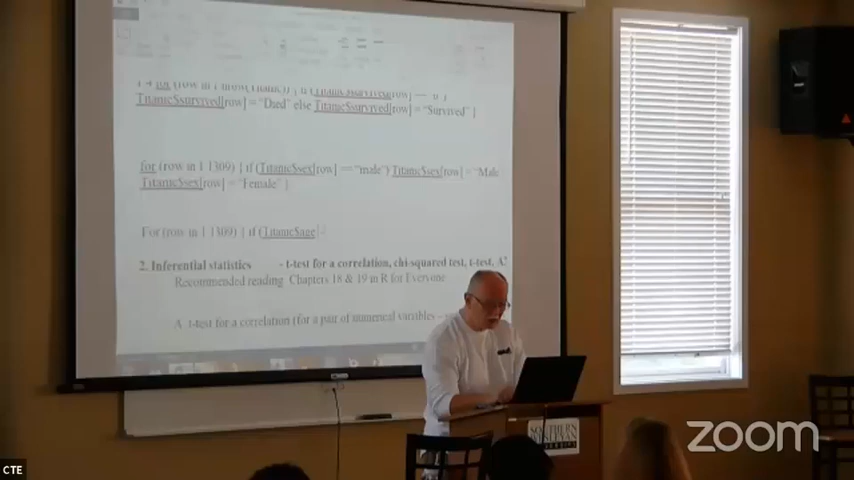 Titanic$survived[row] = "Died" else Titanic$survived[row] = "Survived" }
for (row in 1 1309) } if (Titanic$sex[row] == "male") Titanic$sex[row] = "Male
Titanic$sex[row] = "Female" }
For (row in 1 1309) } if (Titanic$age[
2. Inferential statistics - t-test for a correlation, chi-squared test, t-test,
Recommended reading Chapters 18 & 19 in R for Everyone
A t-test for a correlation (for a pair of numerical variables –
SOUTHERN
WESLEYAN
UNIVERSITY
zoom
CTE